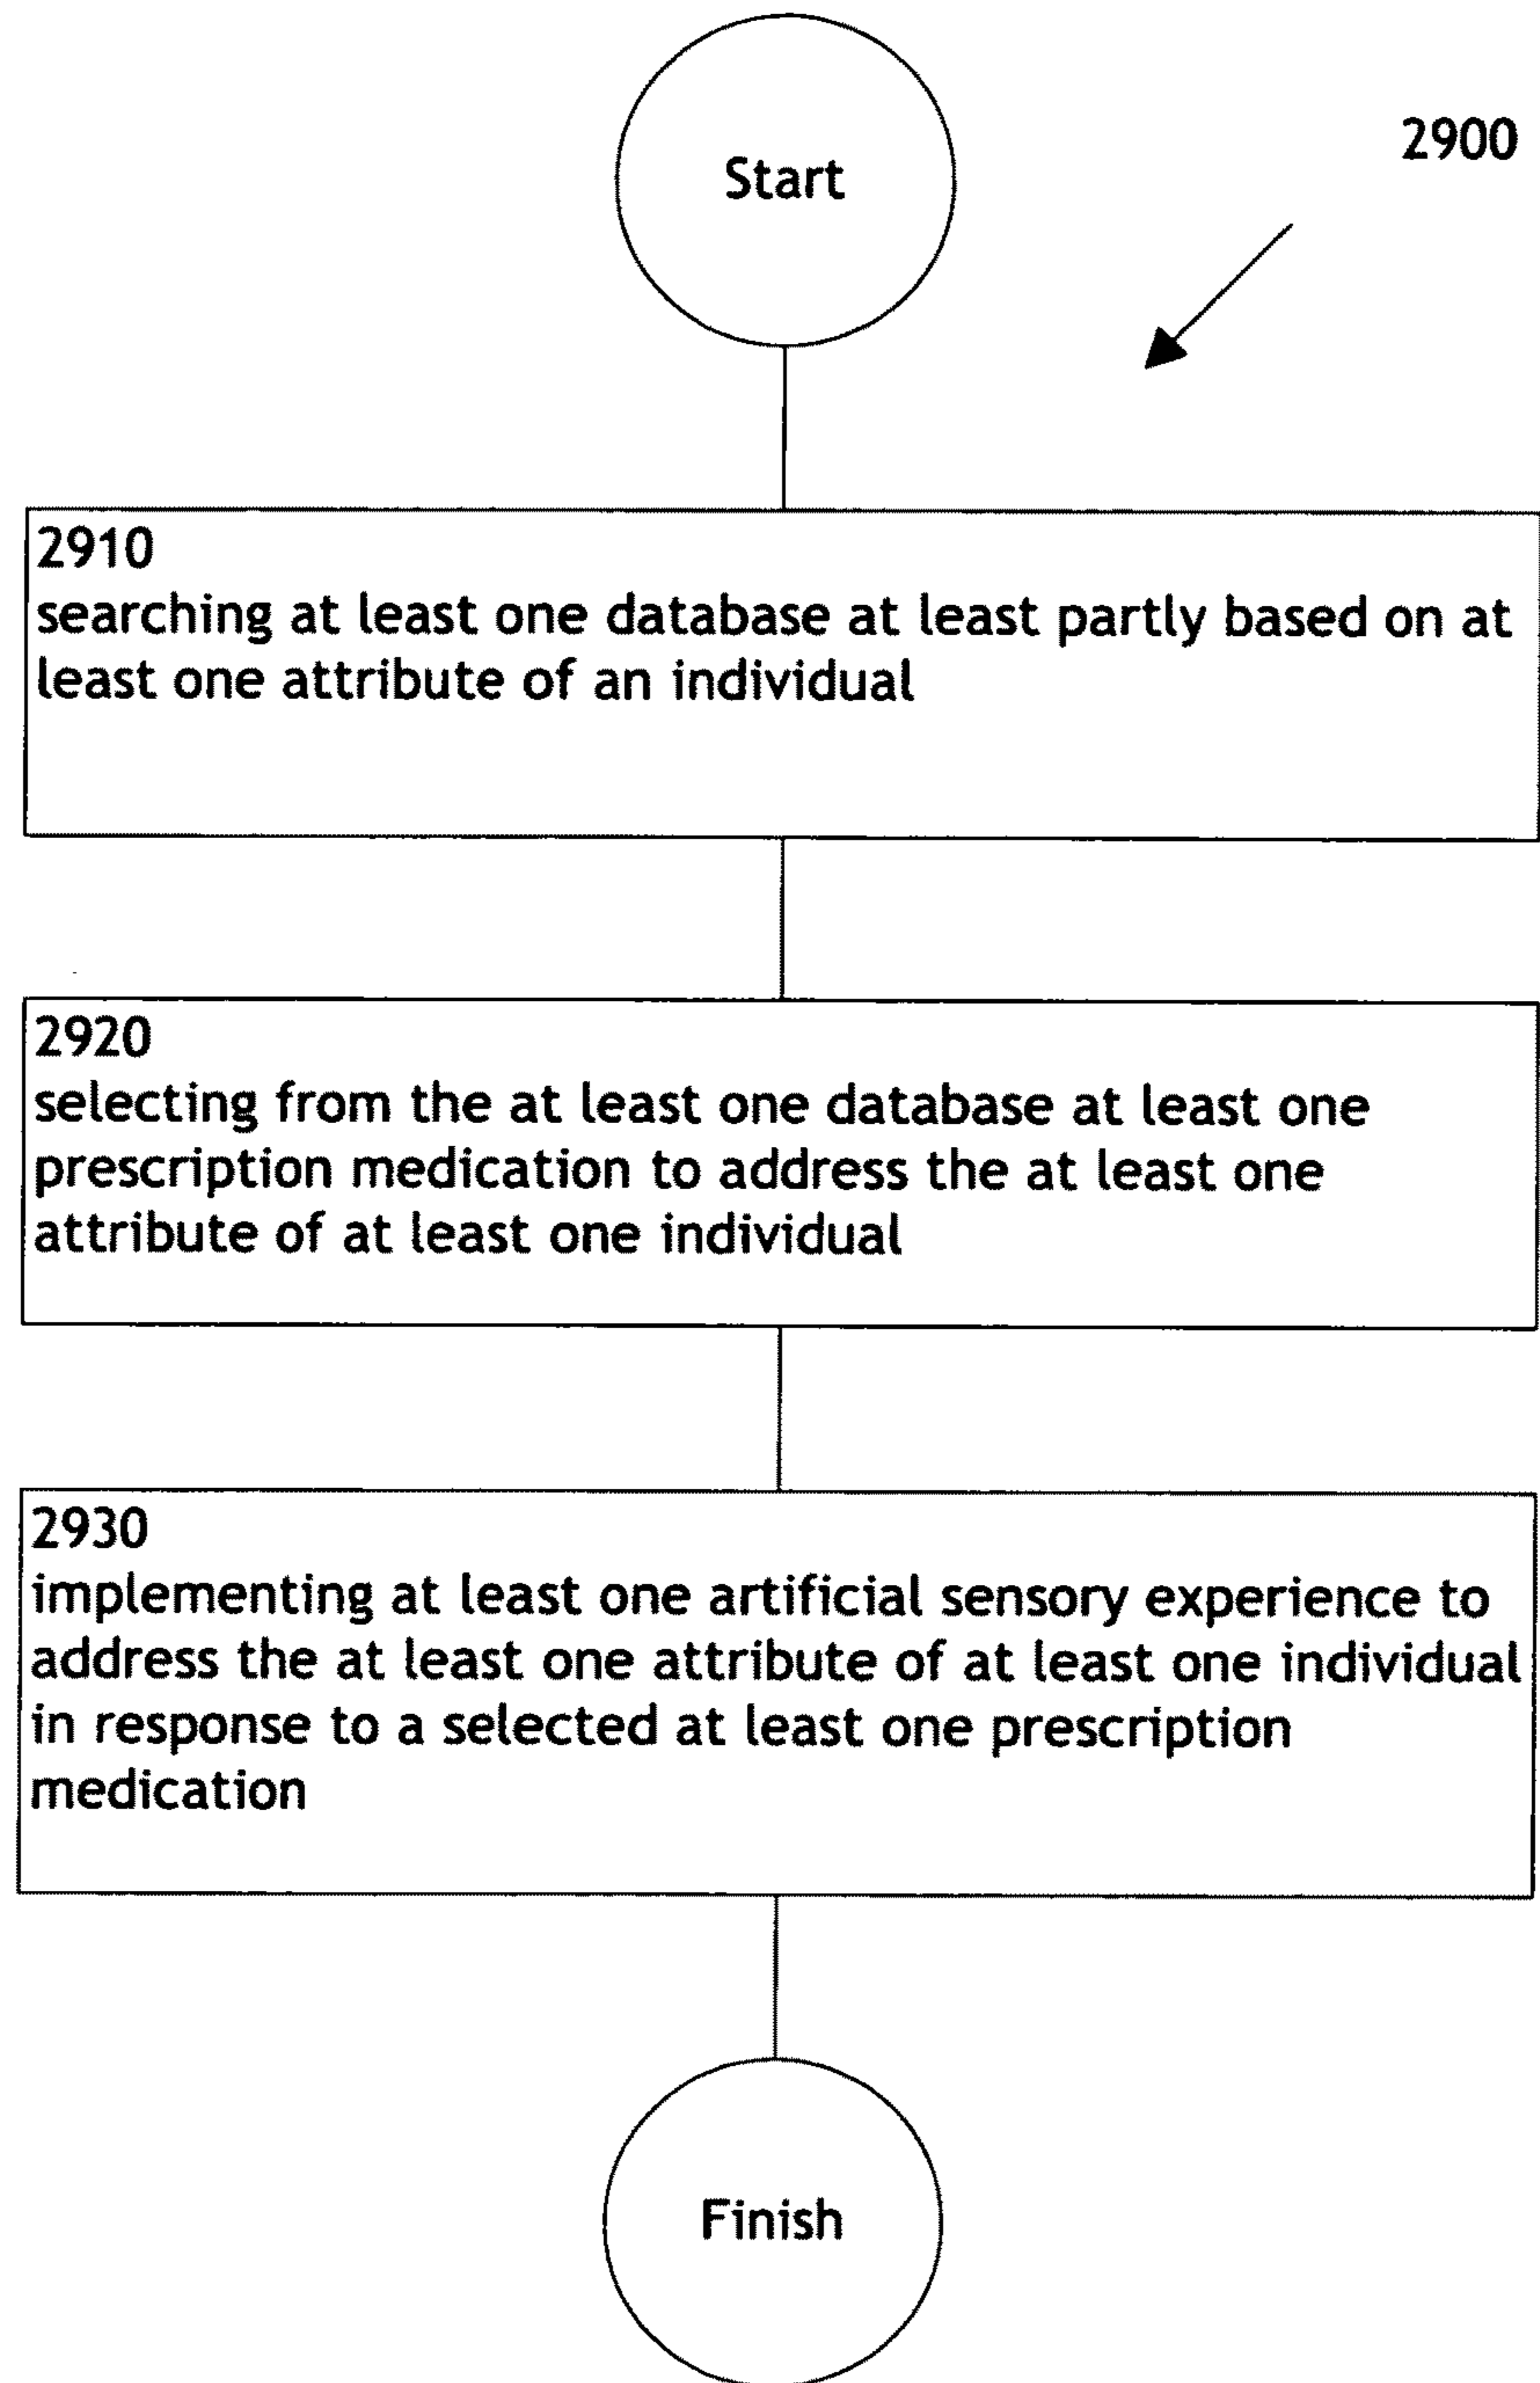 Start
2900
2910
searching at least one database at least partly based on at
least one attribute of an individual
2920
selecting from the at least one database at least one
prescription medication to address the at least one
attribute of at least one individual
2930
implementing at least one artificial sensory experience to
address the at least one attribute of at least one individual
in response to a selected at least one prescription
medication
Finish